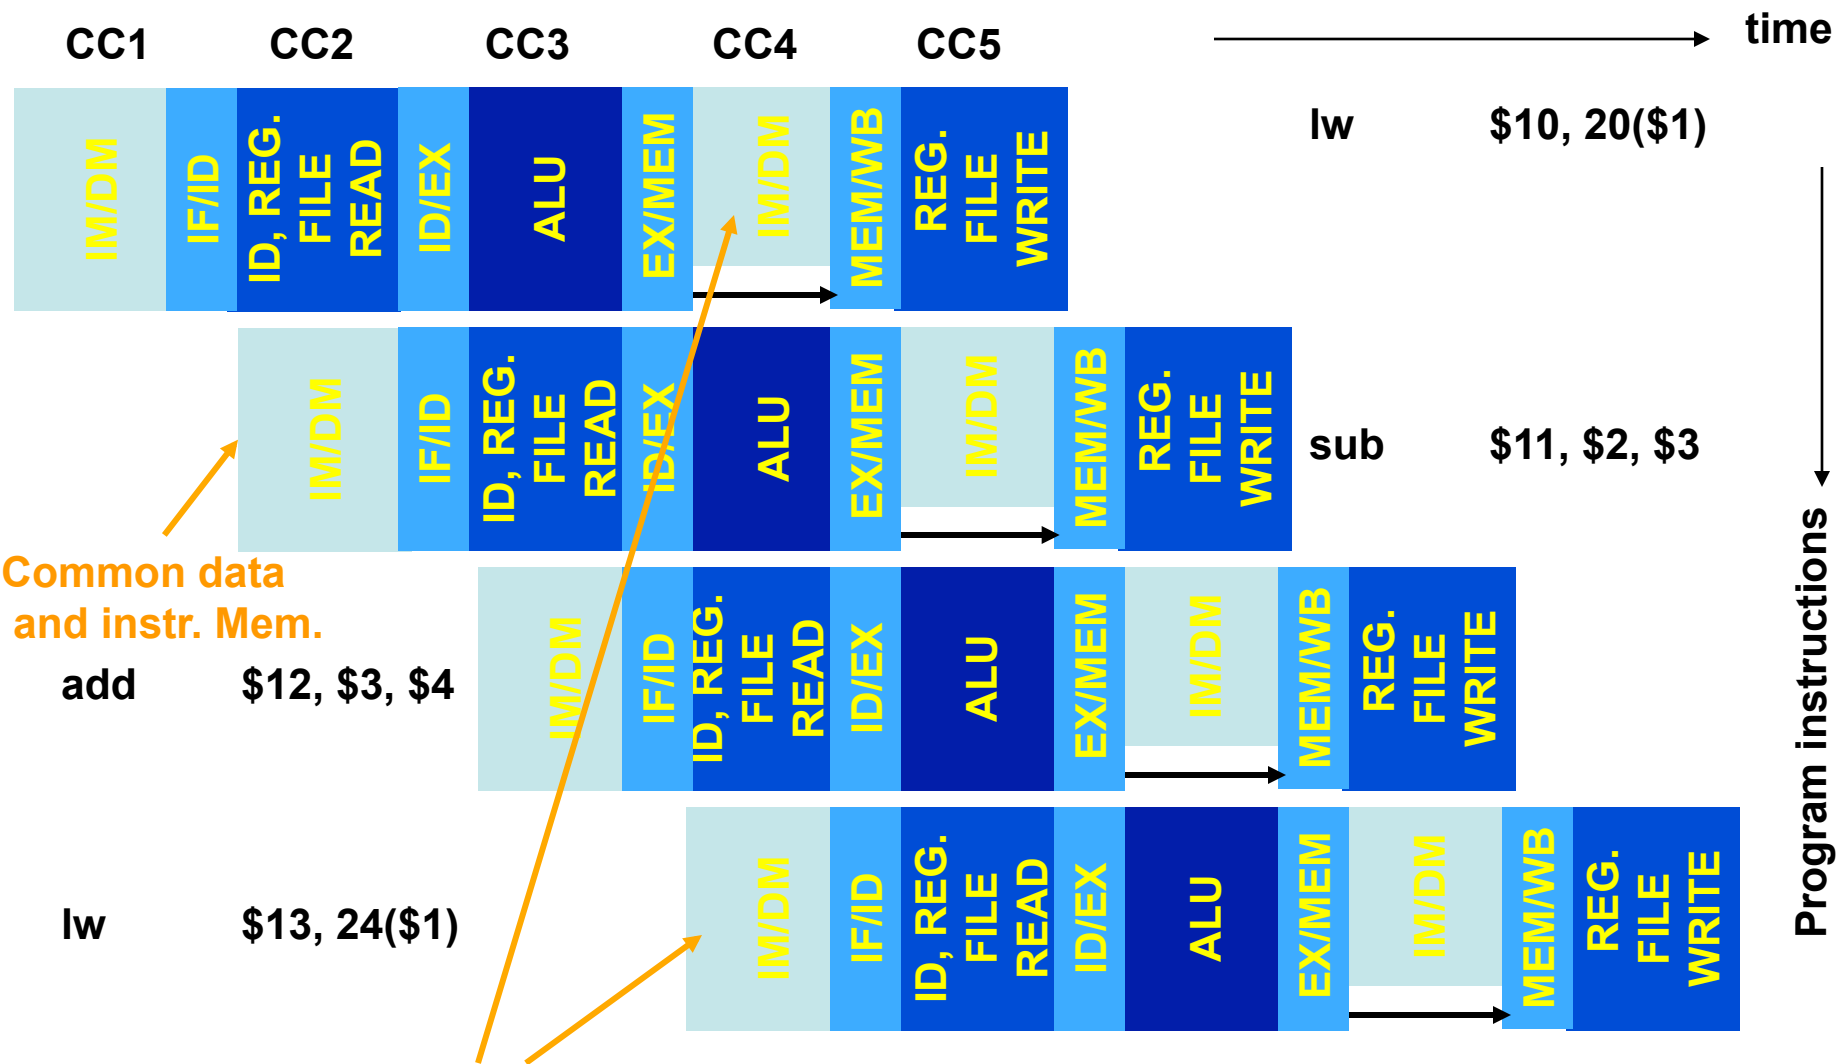 CC1 CC2 CC3 CC4 CC5 time
IM/DM
IF/ID
ID, REG.
FILE
READ
ID/EX
ALU
EX/MEM
IM/DM
MEM/WB
REG.
FILE
WRITE
lw $10, 20($1)
IM/DM
IF/ID
ID, REG.
FILE
READ
ID/EX
ALU
EX/MEM
IM/DM
MEM/WB
REG.
FILE
WRITE
sub $11, $2, $3
Common data
and instr. Mem.
add $12, $3, $4
IM/DM
IF/ID
ID, REG.
FILE
READ
ID/EX
ALU
EX/MEM
IM/DM
MEM/WB
REG.
FILE
WRITE
lw $13, 24($1)
IM/DM
IF/ID
ID, REG.
FILE
READ
ID/EX
ALU
EX/MEM
IM/DM
MEM/WB
REG.
FILE
WRITE
Program instructions